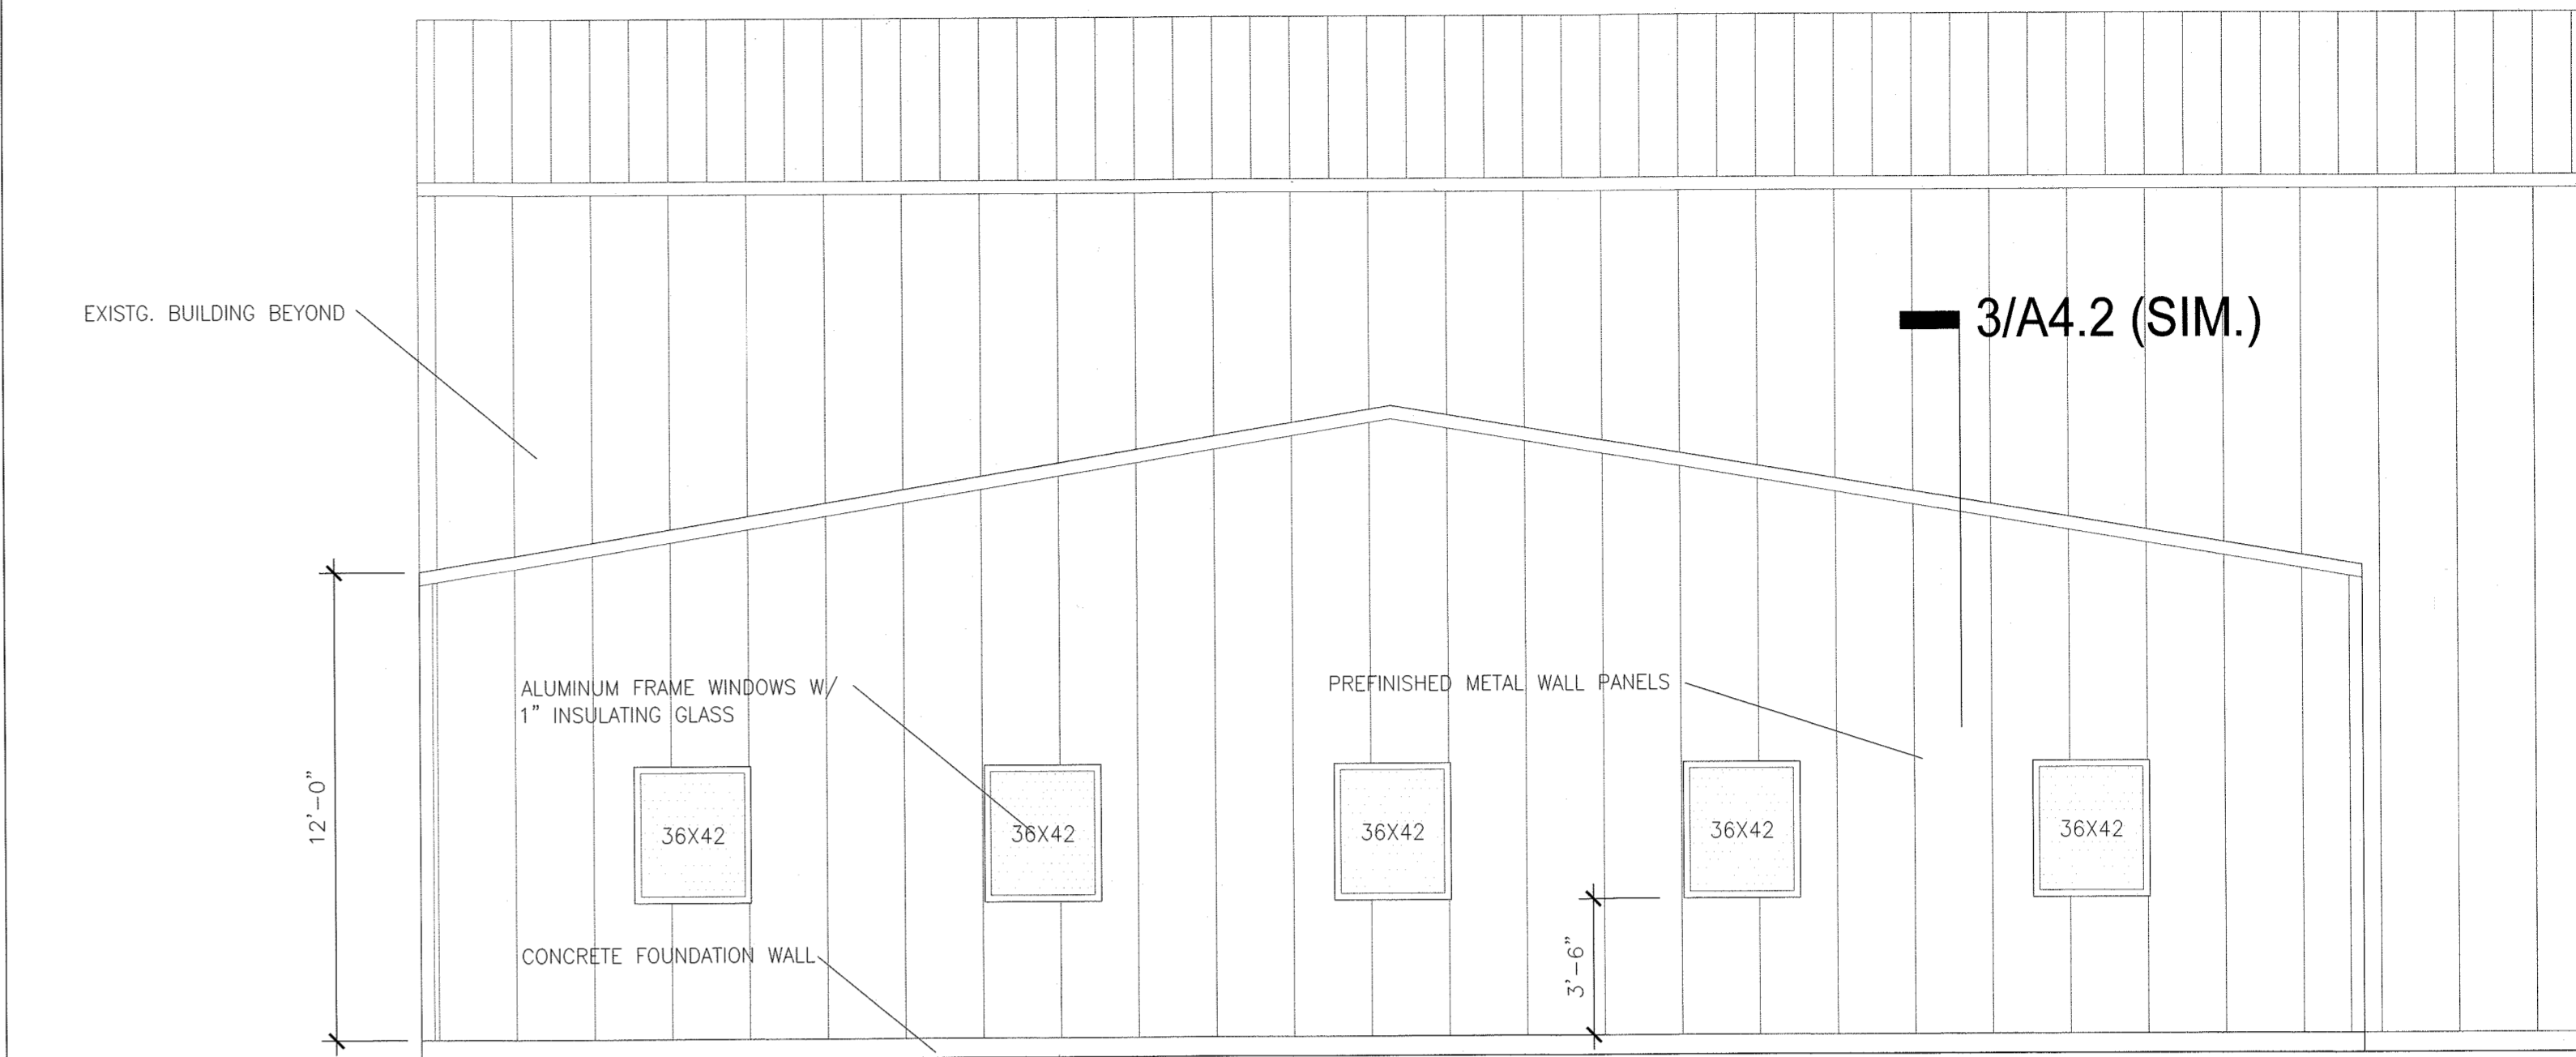 EXISTG. BUILDING BEYOND
3/A4.2 (SIM.)
ALUMINUM FRAME WINDOWS W/
1" INSULATING GLASS
PREFINISHED METAL WALL PANELS
12'-0"
36X42
36X42
36X42
36X42
36X42
CONCRETE FOUNDATION WALL
3'-6"